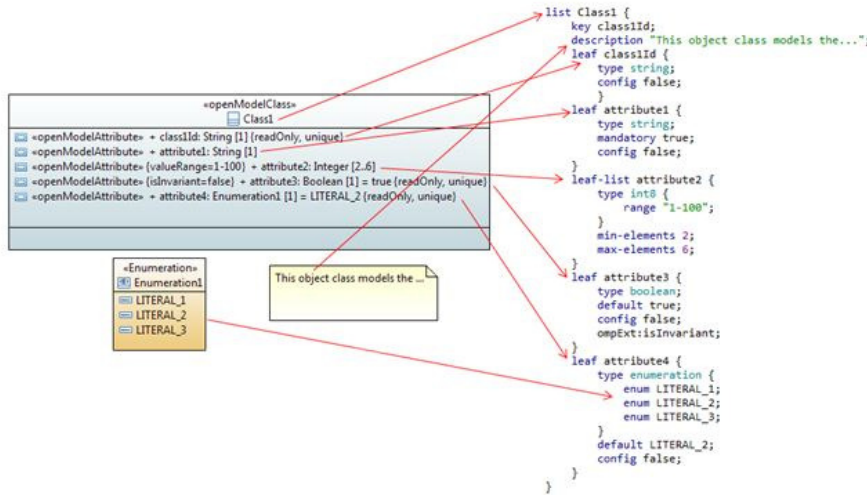 «openModelClass»
Class1
«openModelAttribute» + class1Id: String [1] {readOnly, unique}
«openModelAttribute» + attribute1: String [1]
«openModelAttribute» {valueRange=1-100} + attribute2: Integer [2..6]
«openModelAttribute» {isInvariant=false} + attribute3: Boolean [1] = true {readOnly, unique}
«openModelAttribute» + attribute4: Enumeration1 [1] = LITERAL_2 {readOnly, unique}
«Enumeration»
Enumeration1
LITERAL_1
LITERAL_2
LITERAL_3
This object class models the ...
list Class1 {
key class1Id;
description "This object class models the...";
leaf class1Id {
type string;
config false;
}
leaf attribute1 {
type string;
mandatory true;
config false;
}
leaf-list attribute2 {
type int8 {
range "1-100";
}
min-elements 2;
max-elements 6;
}
leaf attribute3 {
type boolean;
default true;
config false;
ompExt:isInvariant;
}
leaf attribute4 {
type enumeration {
enum LITERAL_1;
enum LITERAL_2;
enum LITERAL_3;
}
default LITERAL_2;
config false;
}
}